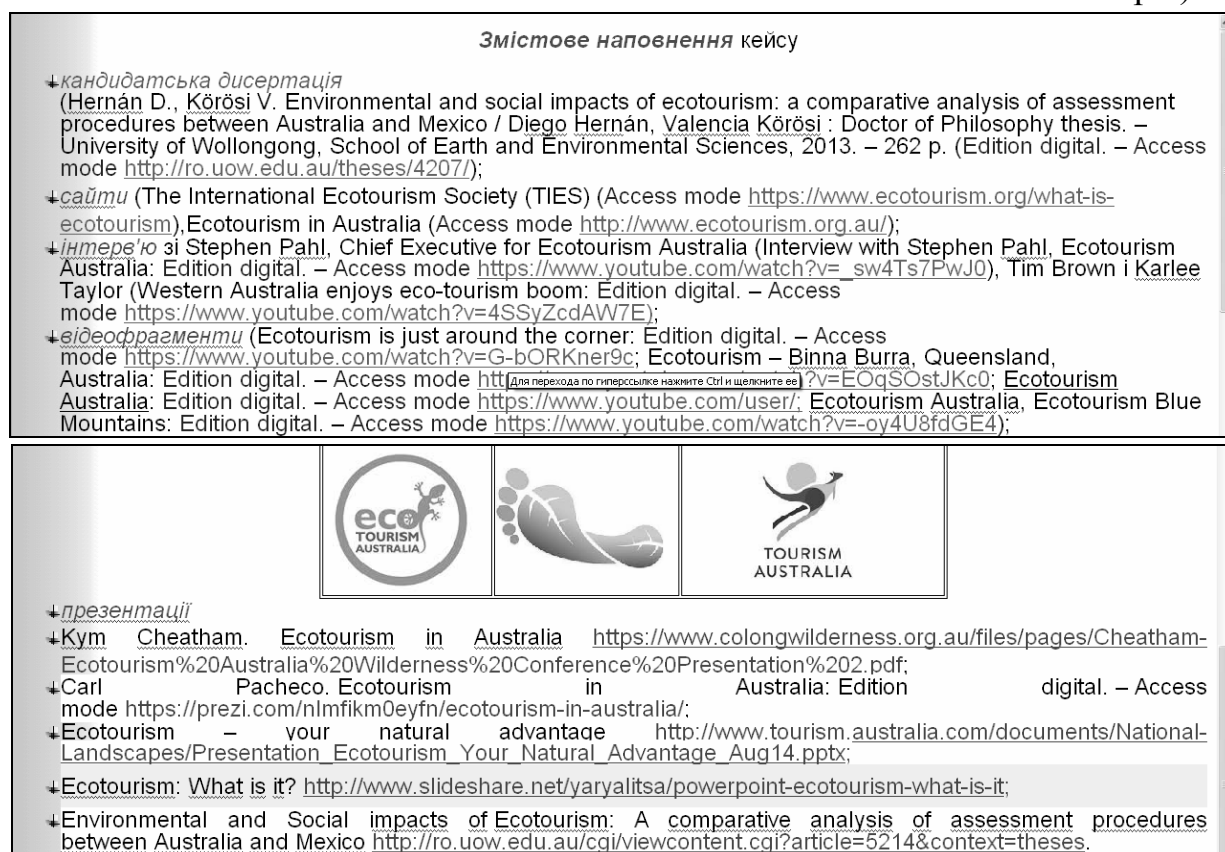 Змістове наповнення кейсу
кандидатська дисертація
(Hernán D., Körösi V. Environmental and social impacts of ecotourism: a comparative analysis of assessment
procedures between Australia and Mexico / Diego Hernán, Valencia Körösi : Doctor of Philosophy thesis. –
University of Wollongong, School of Earth and Environmental Sciences, 2013. – 262 p. (Edition digital. – Access
mode http://ro.uow.edu.au/theses/4207/);
сайти (The International Ecotourism Society (TIES) (Access mode https://www.ecotourism.org/what-is-
ecotourism),Ecotourism in Australia (Access mode http://www.ecotourism.org.au/);
інтерв'ю зі Stephen Pahl, Chief Executive for Ecotourism Australia (Interview with Stephen Pahl, Ecotourism
Australia: Edition digital. – Access mode https://www.youtube.com/watch?v=_sw4Ts7PwJ0), Tim Brown і Karlee
Taylor (Western Australia enjoys eco-tourism boom: Edition digital. – Access
mode https://www.youtube.com/watch?v=4SSyZcdAW7E);
відеофрагменти (Ecotourism is just around the corner: Edition digital. – Access
mode https://www.youtube.com/watch?v=G-bORKner9c; Ecotourism – Binna Burra, Queensland,
Australia: Edition digital. – Access mode htt Для перехода по гиперссылке нажмите Ctrl и щелкните ее ?v=EOqSOstJKc0; Ecotourism
Australia: Edition digital. – Access mode https://www.youtube.com/user/; Ecotourism Australia, Ecotourism Blue
Mountains: Edition digital. – Access mode https://www.youtube.com/watch?v=-oy4U8fdGE4);
eco
TOURISM
AUSTRALIA
TOURISM
AUSTRALIA
презентації
Kym Cheatham. Ecotourism in Australia https://www.colongwilderness.org.au/files/pages/Cheatham-
Ecotourism%20Australia%20Wilderness%20Conference%20Presentation%202.pdf;
Carl Pacheco. Ecotourism in Australia: Edition digital. – Access
mode https://prezi.com/nlmfikm0eyfn/ecotourism-in-australia/;
Ecotourism – your natural advantage http://www.tourism.australia.com/documents/National-
Landscapes/Presentation_Ecotourism_Your_Natural_Advantage_Aug14.pptx;
Ecotourism: What is it? http://www.slideshare.net/yaryalitsa/powerpoint-ecotourism-what-is-it;
Environmental and Social impacts of Ecotourism: A comparative analysis of assessment procedures
between Australia and Mexico http://ro.uow.edu.au/cgi/viewcontent.cgi?article=5214&context=theses.